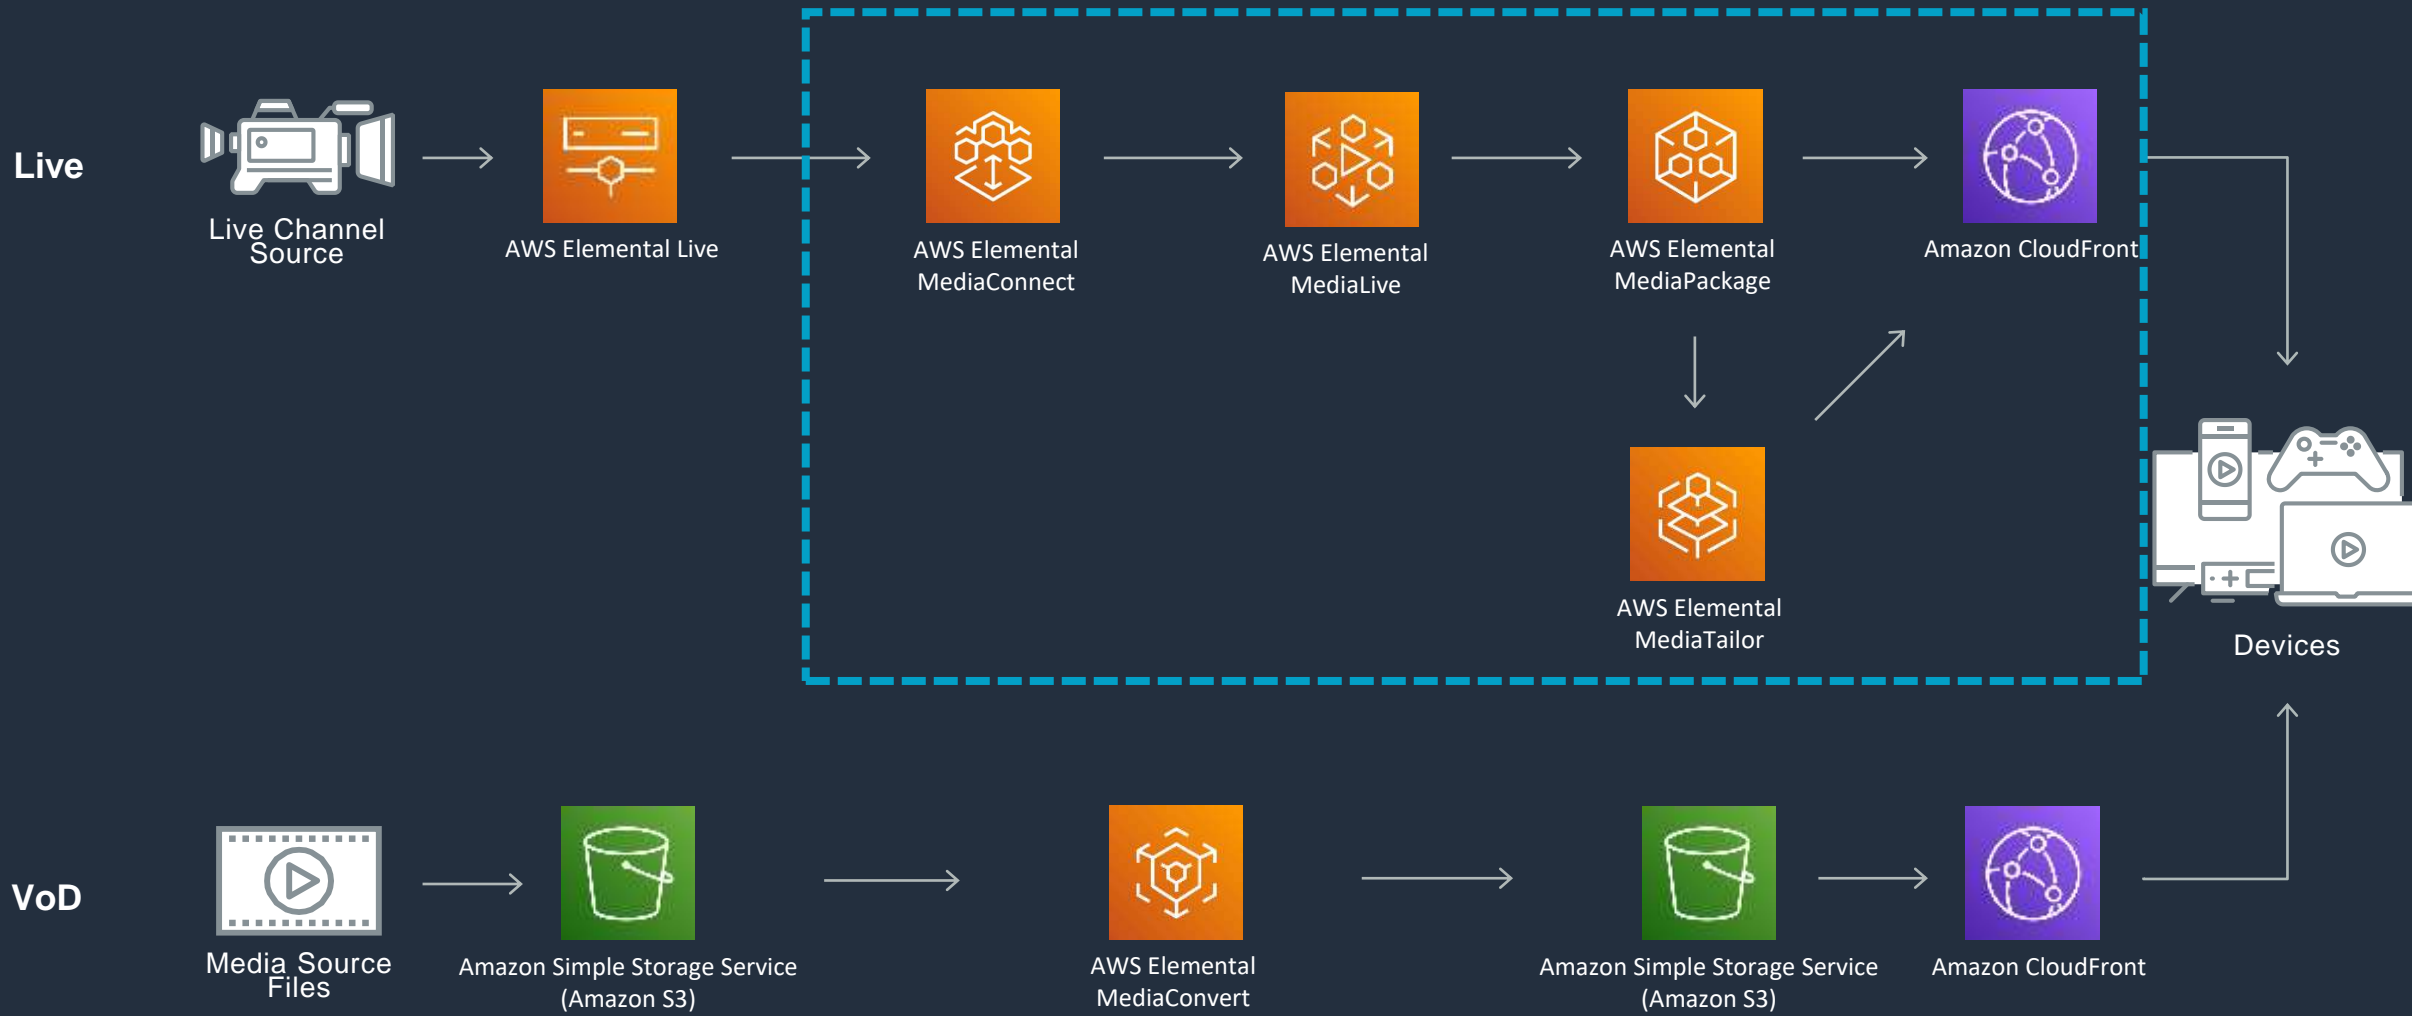 Live
Live Channel
Source
AWS Elemental Live
AWS Elemental
MediaConnect
AWS Elemental
MediaLive
AWS Elemental
MediaPackage
Amazon CloudFront
AWS Elemental
MediaTailor
Devices
VoD
Media Source
Files
Amazon Simple Storage Service
(Amazon S3)
AWS Elemental
MediaConvert
Amazon Simple Storage Service
(Amazon S3)
Amazon CloudFront